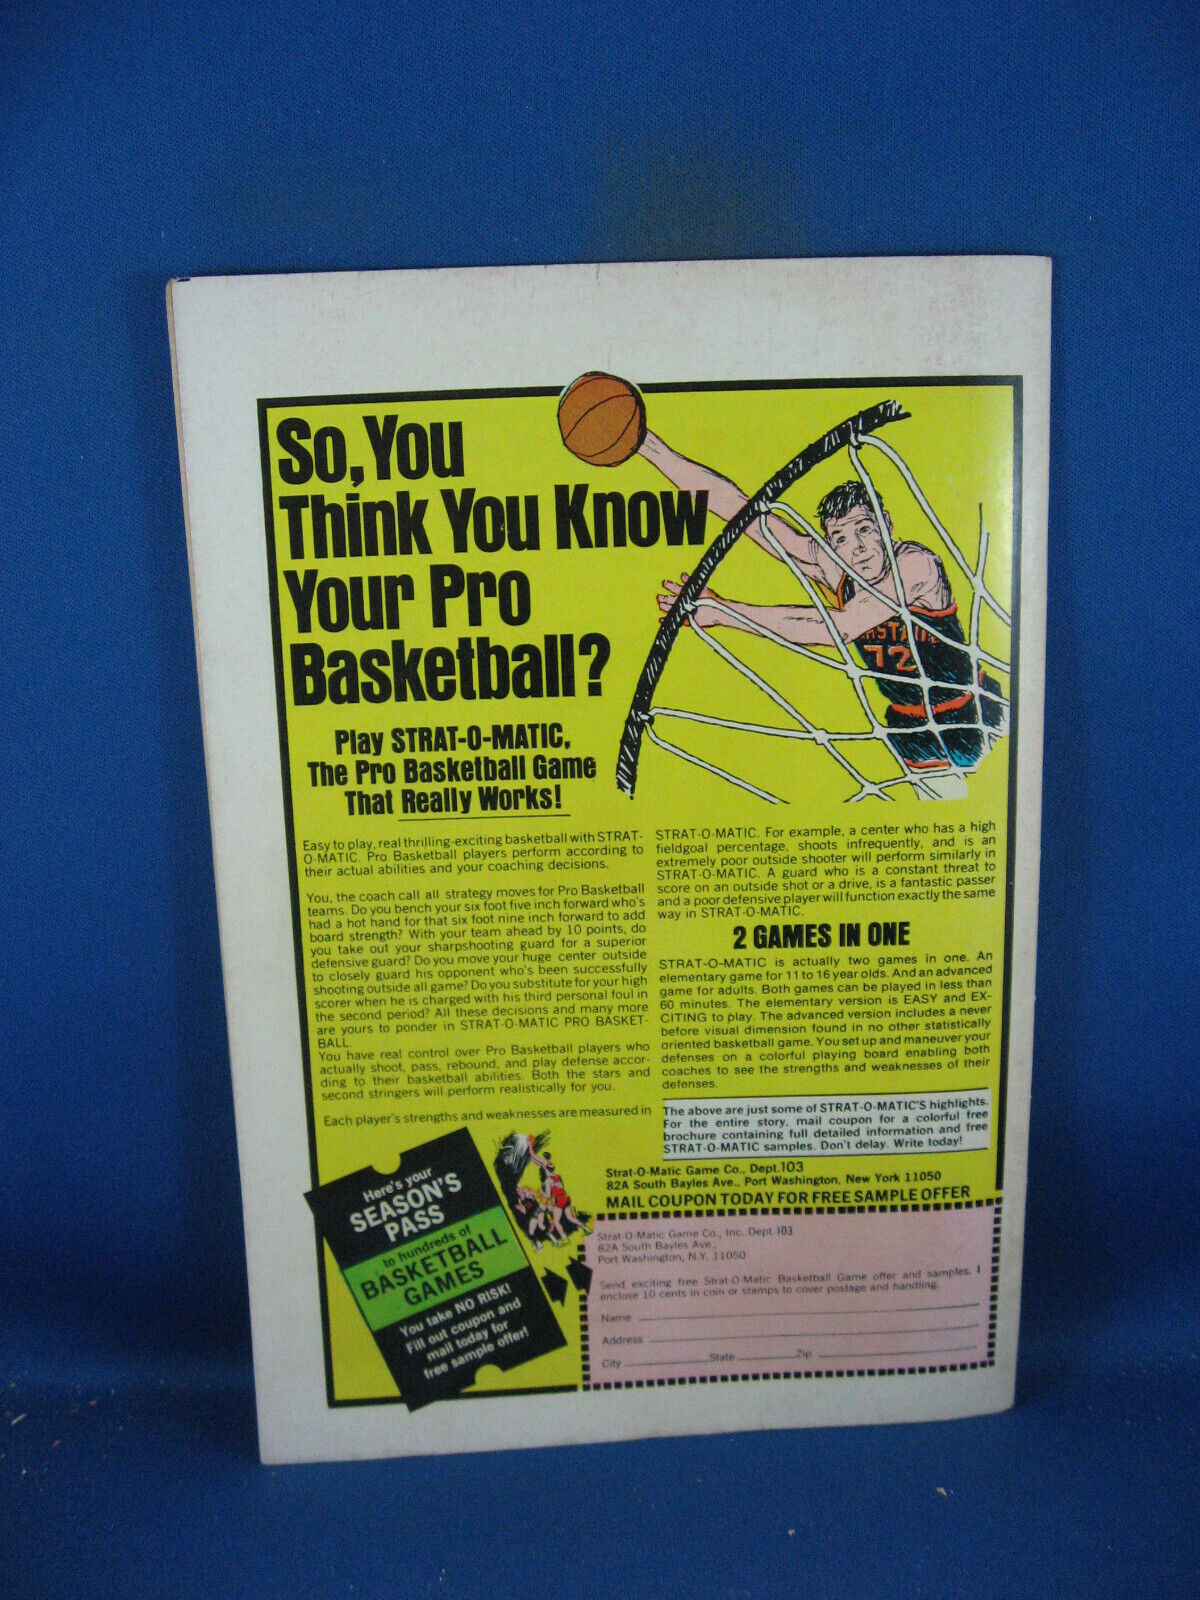 So, You
Think You Know
Your Pro
Basketball?
Play STRAT-O-MATIC,
The Pro Basketball Game
That Really Works!
Easy to play, real thrilling-exciting basketball with STRAT-
O-MATIC. Pro Basketball players perform according to
their actual abilities and your coaching decisions.
You, the coach call all strategy moves for Pro Basketball
teams. Do you bench your six foot five inch forward who's
had a hot hand for that six foot nine inch forward to add
board strength? With your team ahead by 10 points, do
you take out your sharpshooting guard for a superior
defensive guard? Do you move your huge center outside
to closely guard his opponent who's been successfully
shooting outside all game? Do you substitute for your high
scorer when he is charged with his third personal foul in
the second period? All these decisions and many more
are yours to ponder in STRAT-O-MATIC PRO BASKET-
BALL.
You have real control over Pro Basketball players who
actually shoot, pass, rebound, and play defense accor-
ding to their basketball abilities. Both the stars and
second stringers will perform realistically for you.
Each player's strengths and weaknesses are measured in
STRAT-O-MATIC. For example, a center who has a high
fieldgoal percentage, shoots infrequently, and is an
extremely poor outside shooter will perform similarly in
STRAT-O-MATIC. A guard who is a constant threat to
score on an outside shot or a drive, is a fantastic passer
and a poor defensive player will function exactly the same
way in STRAT-O-MATIC.
2 GAMES IN ONE
STRAT-O-MATIC is actually two games in one. An
elementary game for 11 to 16 year olds. And an advanced
game for adults. Both games can be played in less than
60 minutes. The elementary version is EASY and EX-
CITING to play. The advanced version includes a never
before visual dimension found in no other statistically
oriented basketball game. You set up and maneuver your
defenses on a colorful playing board enabling both
coaches to see the strengths and weaknesses of their
defenses.
The above are just some of STRAT-O-MATIC'S highlights.
For the entire story, mail coupon for a colorful free
brochure containing full detailed information and free
STRAT-O-MATIC samples. Don't delay. Write today!
Strat-O-Matic Game Co., Dept.103
82A South Bayles Ave., Port Washington, New York 11050
MAIL COUPON TODAY FOR FREE SAMPLE OFFER
Strat-O-Matic Game Co., Inc. Dept.103
82A South Bayles Ave.,
Port Washington, N.Y. 11050
Send exciting free Strat-O-Matic Basketball Game offer and samples. I
enclose 10 cents in coin or stamps to cover postage and handling.
Name
Address
City State Zip
Here's your
SEASON'S
PASS
to hundreds of
BASKETBALL
GAMES
You take NO RISK!
Fill out coupon and
mail today for
free sample offer!
72